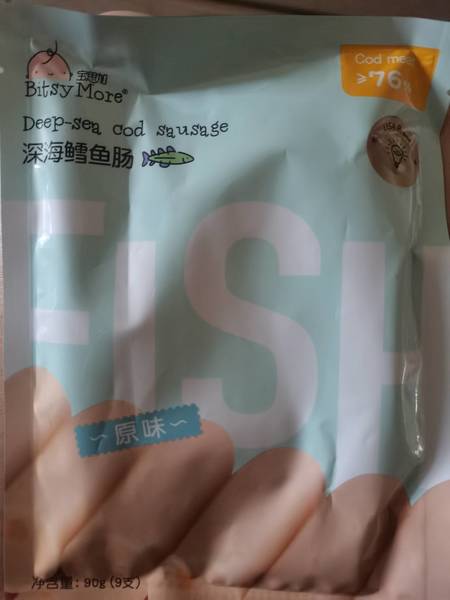 宝思加
Bitsy More®
Cod meat
≥76%
Deep-sea cod sausage
深海鳕鱼肠
FISH
~原味~
净含量: 90g (9支)